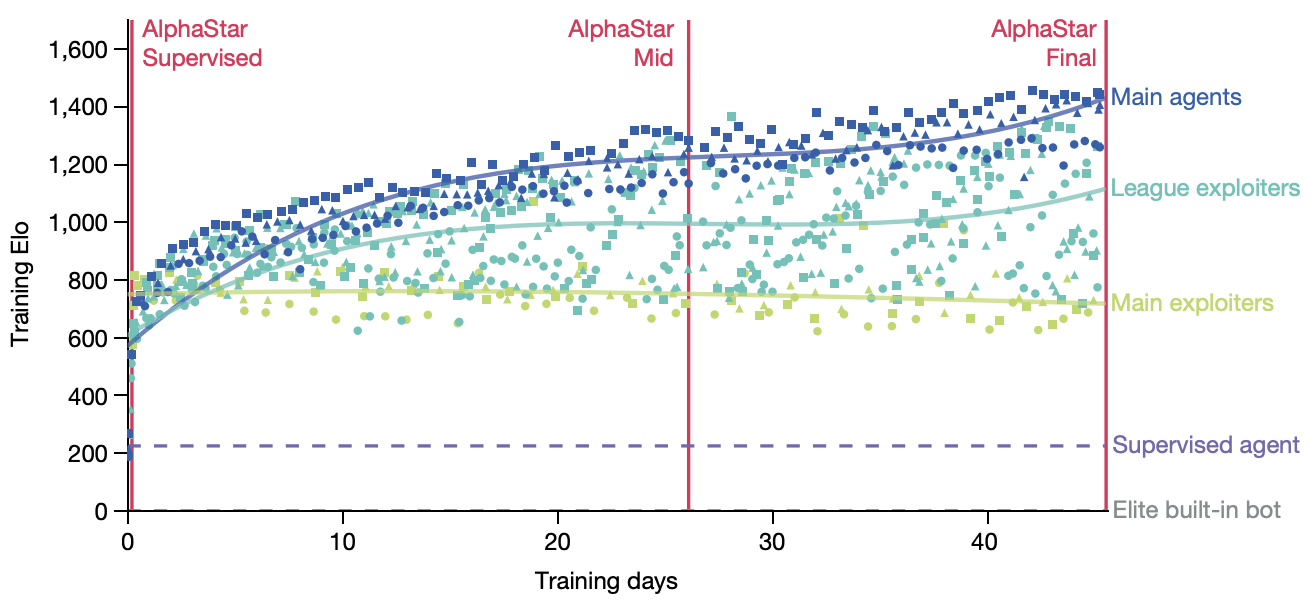 AlphaStar
Supervised
AlphaStar
Mid
AlphaStar
Final
1,600
1,400
1,200
1,000
800
600
400
200
0
Training Elo
Main agents
League exploiters
Main exploiters
Supervised agent
Elite built-in bot
0
10
20
30
40
Training days